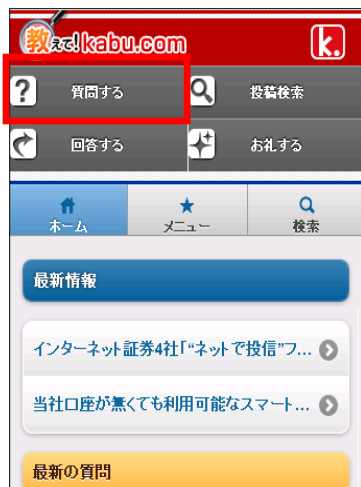 教えて!kabu.com
k.
? 質問する
投稿検索
回答する
お礼する
ホーム
メニュー
検索
最新情報
インターネット証券4社「“ネットで投信”フ...
当社口座が無くても利用可能なスマート...
最新の質問